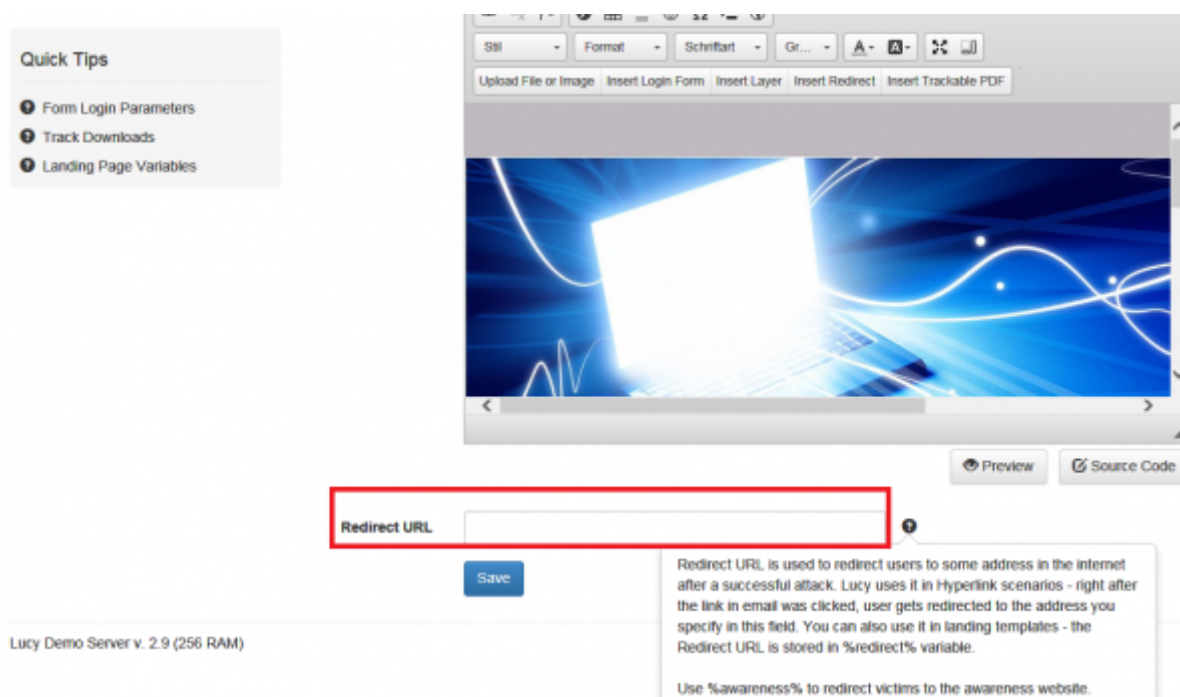 Quick Tips
Form Login Parameters
Track Downloads
Landing Page Variables
Stil Format Schriftart Gr... A A
Upload File or Image Insert Login Form Insert Layer Insert Redirect Insert Trackable PDF
Preview Source Code
Redirect URL
Save
Redirect URL is used to redirect users to some address in the internet
after a successful attack. Lucy uses it in Hyperlink scenarios - right after
the link in email was clicked, user gets redirected to the address you
specify in this field. You can also use it in landing templates - the
Redirect URL is stored in %redirect% variable.
Use %awareness% to redirect victims to the awareness website.
Lucy Demo Server v. 2.9 (256 RAM)